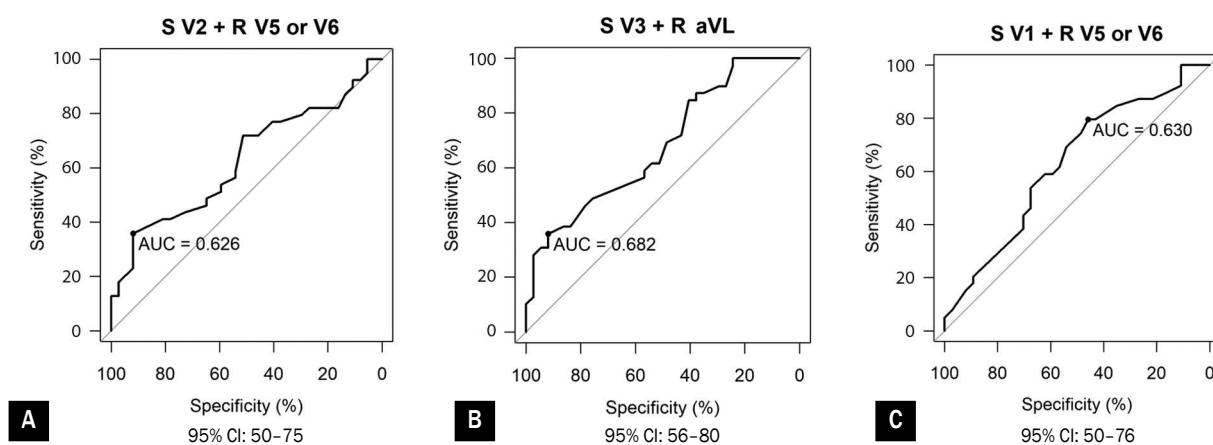 S V2 + R V5 or V6
Sensitivity (%)
100
80
60
40
20
0
AUC = 0.626
100 80 60 40 20 0
Specificity (%)
A
95% CI: 50–75
S V3 + R aVL
Sensitivity (%)
100
80
60
40
20
0
AUC = 0.682
100 80 60 40 20 0
Specificity (%)
B
95% CI: 56–80
S V1 + R V5 or V6
Sensitivity (%)
100
80
60
40
20
0
AUC = 0.630
100 80 60 40 20 0
Specificity (%)
C
95% CI: 50–76